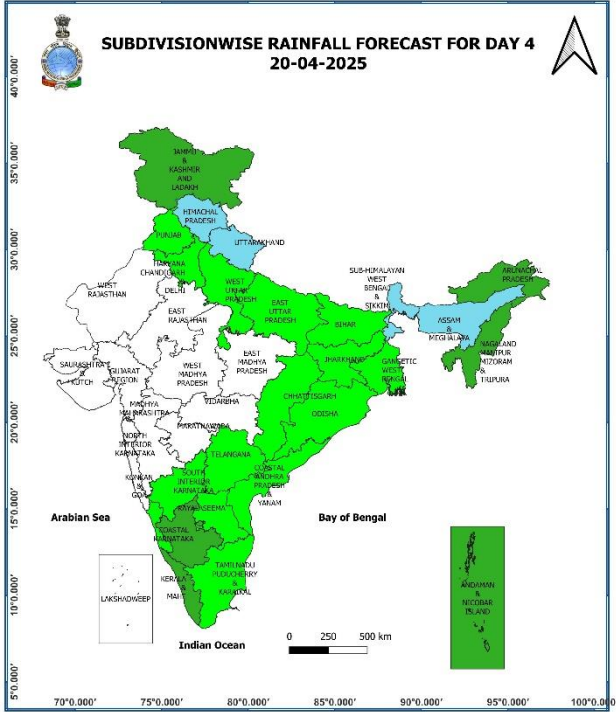 SUBDIVISIONWISE RAINFALL FORECAST FOR DAY 4
20-04-2025
40°0.000'
35°0.000'
30°0.000'
25°0.000'
20°0.000'
15°0.000'
10°0.000'
5°0.000'
JAMMU
&
KASHMIR
AND
LADAKH
HIMACHAL
PRADESH
PUNJAB
UTTARAKHAND
HARYANA
CHANDIGARH
DELHI
WEST
RAJASTHAN
WEST
UTTAR
PRADESH
EAST
RAJASTHAN
EAST
UTTAR
PRADESH
SUB-HIMALAYAN
WEST
BENGAL
&
SIKKIM
ARUNACHAL
PRADESH
ASSAM
&
MEGHALAYA
NAGALAND
MANIPUR
MIZORAM
&
TRIPURA
BIHAR
SAURASHTRA
&
KUTCH
GUJARAT
REGION
WEST
MADHYA
PRADESH
EAST
MADHYA
PRADESH
JHARKHAND
GANGETIC
WEST
BENGAL
CHHATTISGARH
ODISHA
MADHYA
MAHARASHTRA
VIDARBHA
MARATHAWADA
NORTH
INTERIOR
KARNATAKA
TELANGANA
KONKAN
&
GOA
SOUTH
INTERIOR
KARNATAKA
COASTAL
ANDHRA
PRADESH
&
YANAM
RAYALASEEMA
COASTAL
KARNATAKA
Arabian Sea
Bay of Bengal
KERALA
&
MAHE
TAMILNADU
PUDUCHERRY
&
KARAIKAL
LAKSHADWEEP
ANDAMAN
&
NICOBAR
ISLAND
Indian Ocean
0 250 500 km
70°0.000' 75°0.000' 80°0.000' 85°0.000' 90°0.000' 95°0.000' 100°0.000'